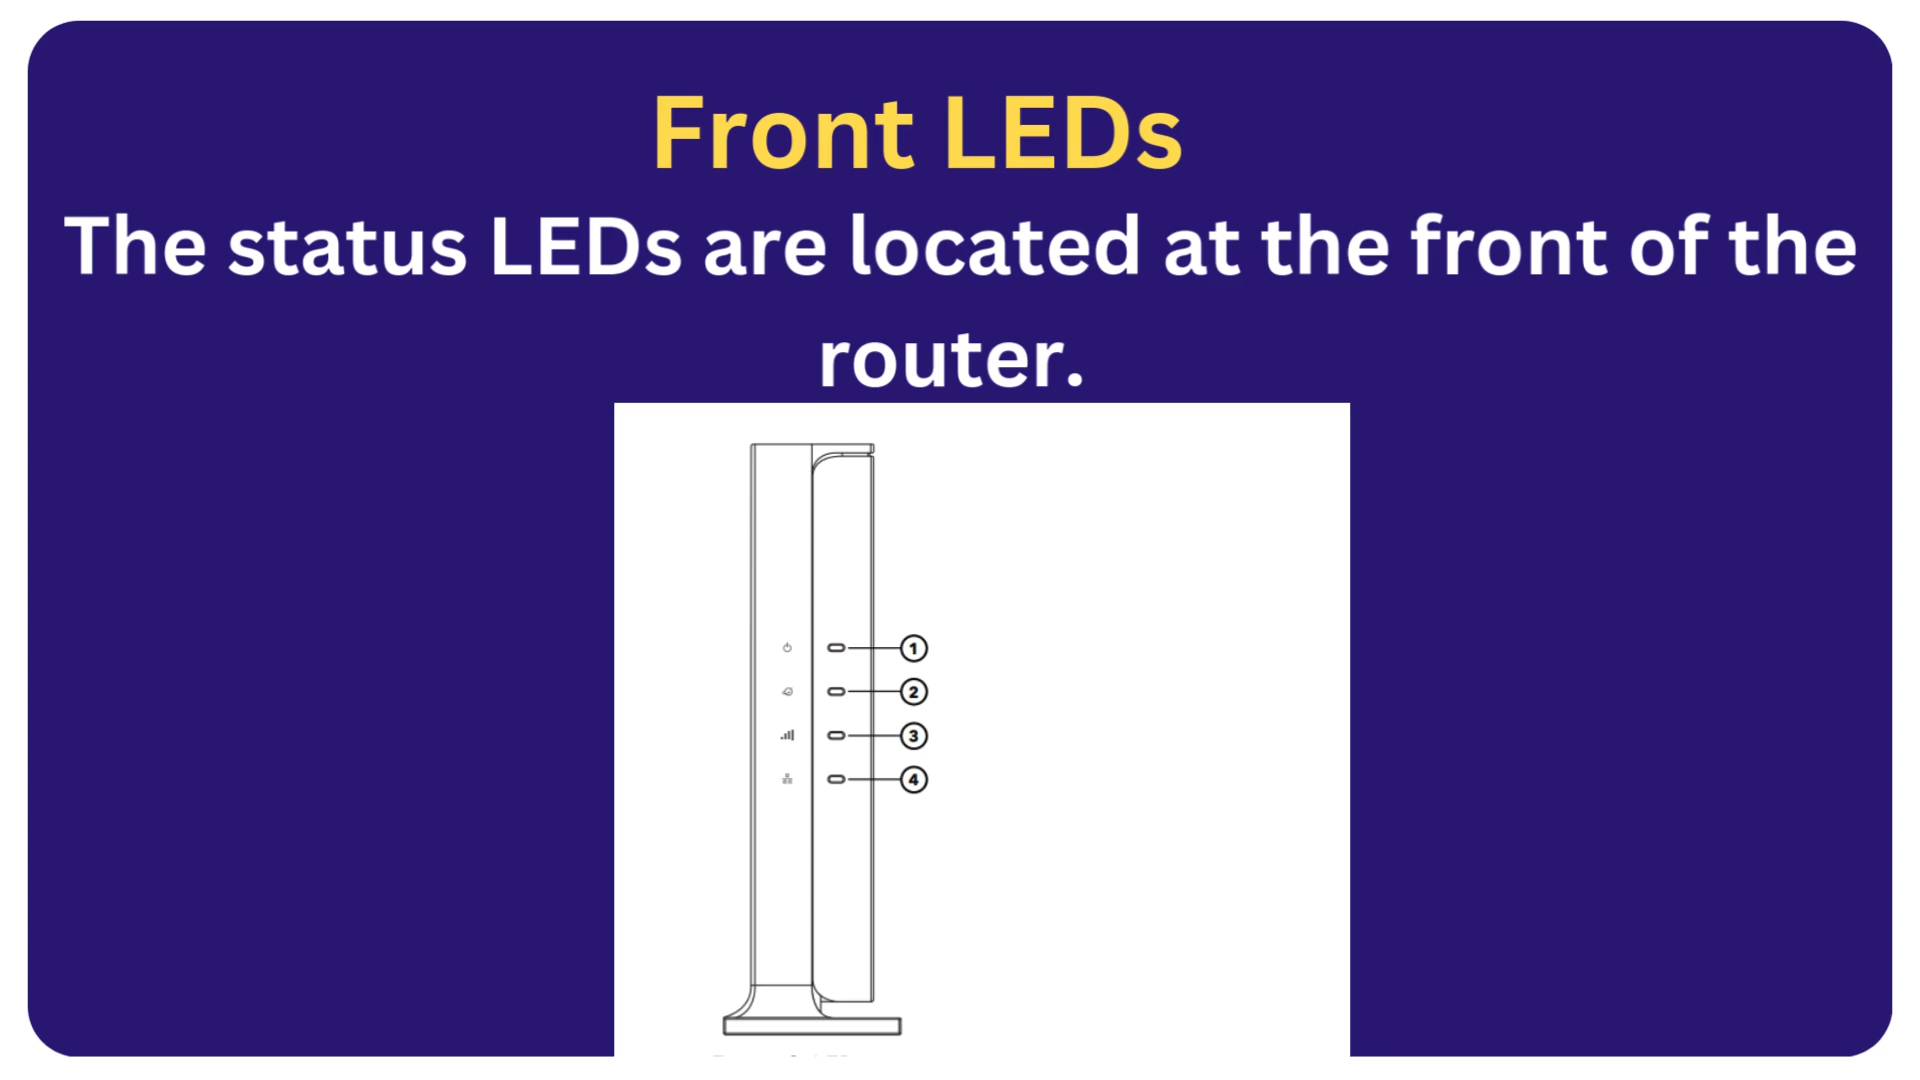 Front LEDs
The status LEDs are located at the front of the
router.
1
2
3
4